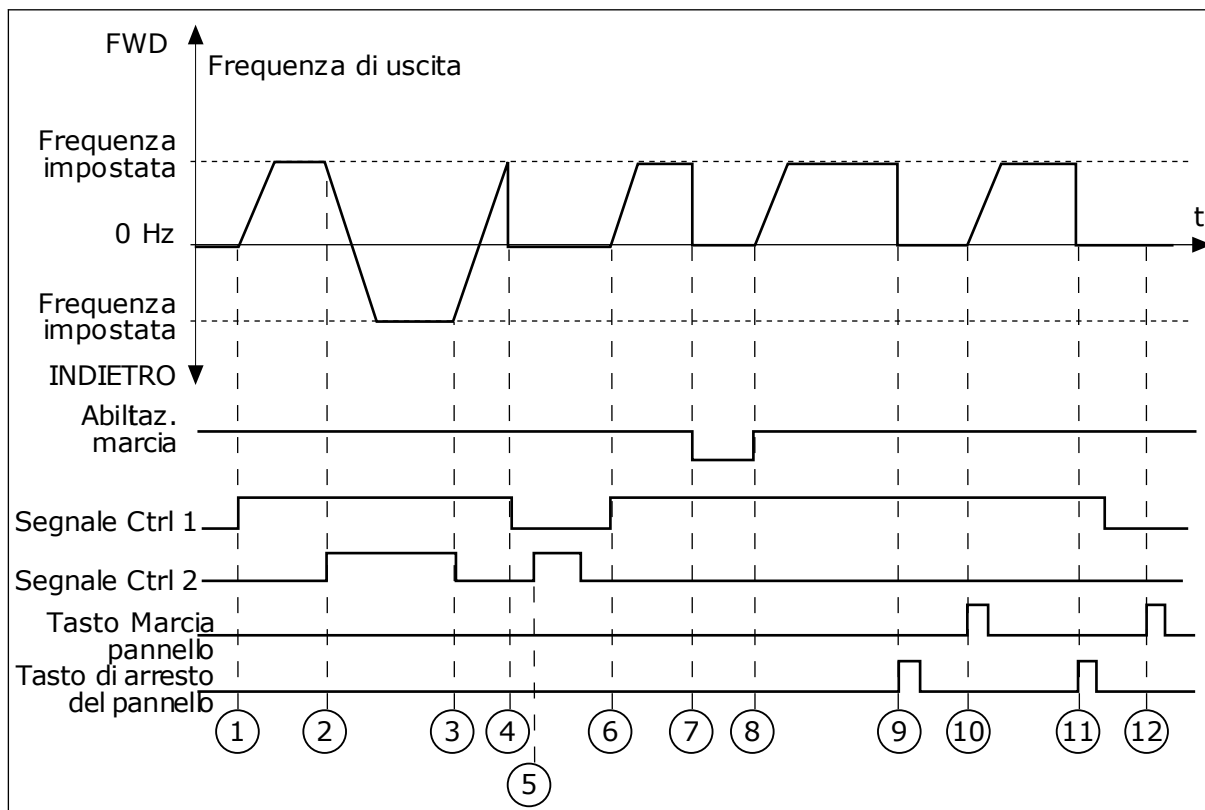 FWD
Frequenza di uscita
Frequenza
impostata
0 Hz
t
Frequenza
impostata
INDIETRO
Abiltaz.
marcia
Segnale Ctrl 1
Segnale Ctrl 2
Tasto Marcia
pannello
Tasto di arresto
del pannello
1 2 3 4 6 7 8 9 10 11 12
5